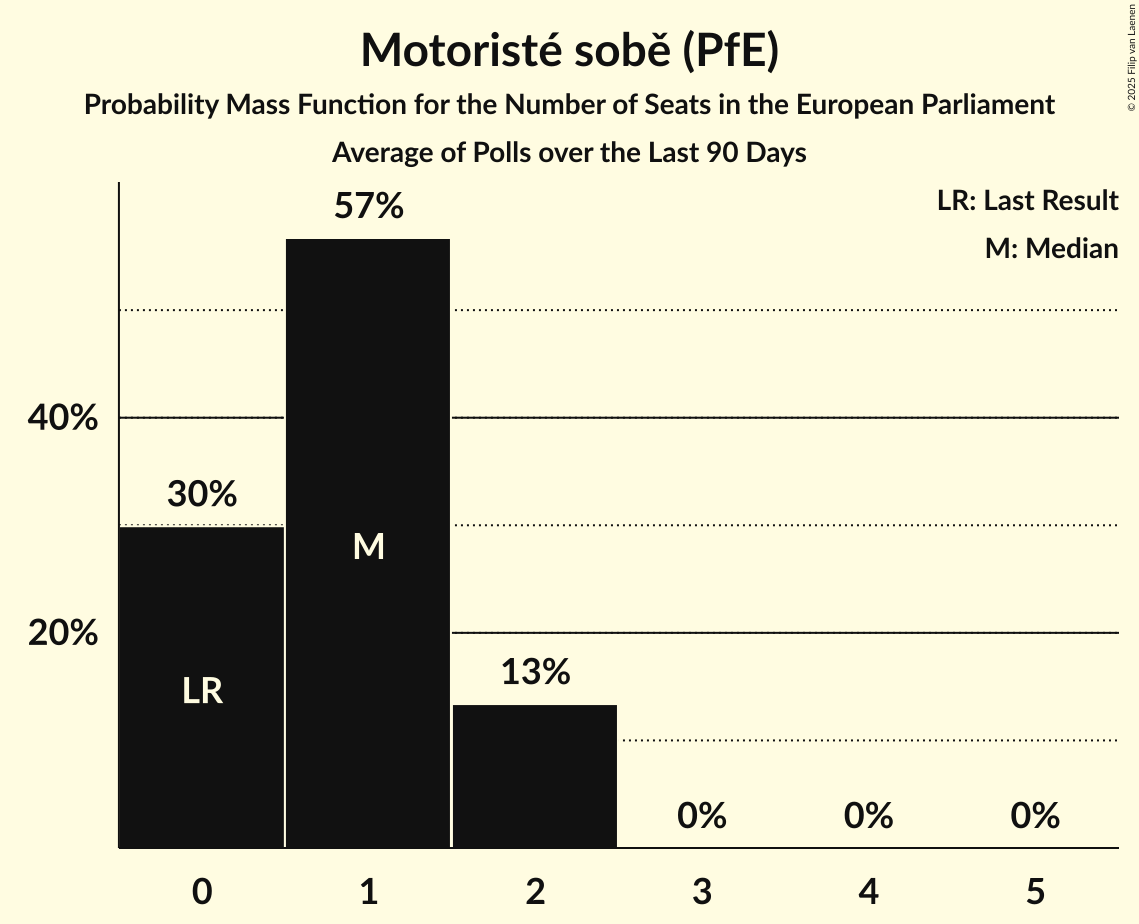 Motoristé sobě (PfE)
Probability Mass Function for the Number of Seats in the European Parliament
Average of Polls over the Last 90 Days
© 2025 Filip van Laenen
LR: Last Result
M: Median
57%
40%
30%
M
20%
13%
LR
0%
0%
0%
0
1
2
3
4
5